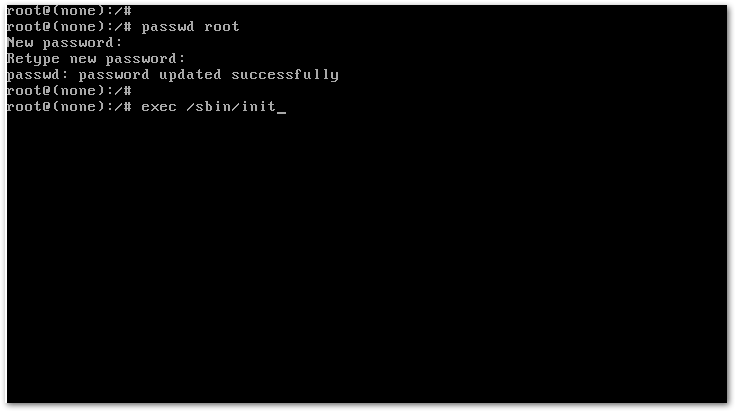 root@(none):/#
root@(none):/# passwd root
New password:
Retype new password:
passwd: password updated successfully
root@(none):/#
root@(none):/# exec /sbin/init_